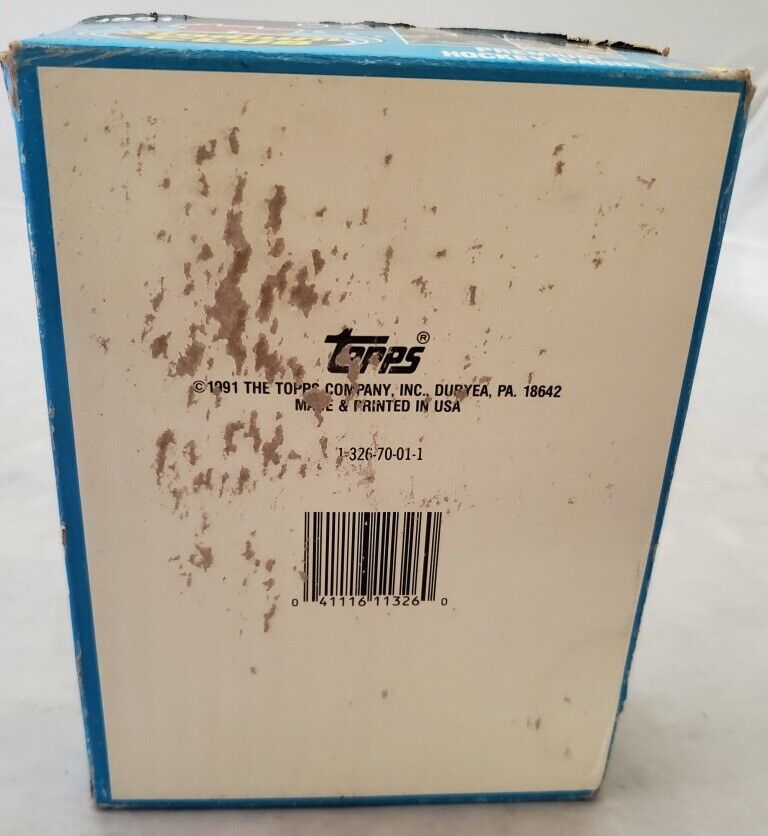 HOCKEY
TOPPS®
©1991 THE TOPPS COMPANY, INC., DURYEA, PA. 18642
MADE & PRINTED IN USA
1-326-70-01-1
0 41116 11326 0